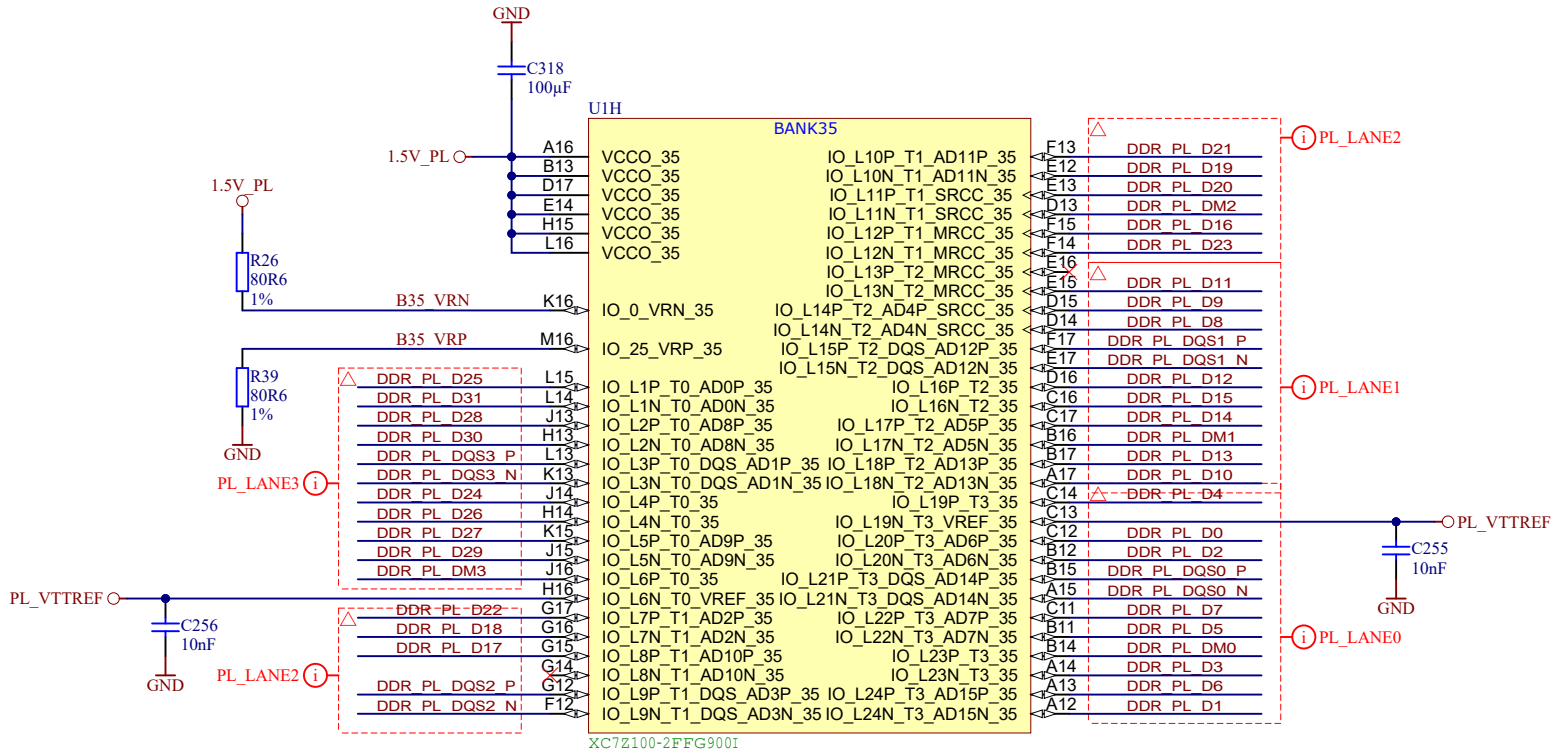 GND
C318
100µF
U1H
BANK35
1.5V_PL
1.5V_PL
R26
80R6
1%
B35_VRN
B35_VRP
R39
80R6
1%
GND
A16 VCCO_35
B13 VCCO_35
D17 VCCO_35
E14 VCCO_35
H15 VCCO_35
L16 VCCO_35
K16 IO_0_VRN_35
M16 IO_25_VRP_35
PL_LANE3
DDR_PL_D25 L15 IO_L1P_T0_AD0P_35
DDR_PL_D31 L14 IO_L1N_T0_AD0N_35
DDR_PL_D28 J13 IO_L2P_T0_AD8P_35
DDR_PL_D30 H13 IO_L2N_T0_AD8N_35
DDR_PL_DQS3_P L13 IO_L3P_T0_DQS_AD1P_35
DDR_PL_DQS3_N K13 IO_L3N_T0_DQS_AD1N_35
DDR_PL_D24 J14 IO_L4P_T0_35
DDR_PL_D26 H14 IO_L4N_T0_35
DDR_PL_D27 K15 IO_L5P_T0_AD9P_35
DDR_PL_D29 J15 IO_L5N_T0_AD9N_35
DDR_PL_DM3 J16 IO_L6P_T0_35
PL_VTTREF H16 IO_L6N_T0_VREF_35
C256
10nF
GND
PL_LANE2
DDR_PL_D22 G17 IO_L7P_T1_AD2P_35
DDR_PL_D18 G16 IO_L7N_T1_AD2N_35
DDR_PL_D17 G15 IO_L8P_T1_AD10P_35
G14 IO_L8N_T1_AD10N_35
DDR_PL_DQS2_P G12 IO_L9P_T1_DQS_AD3P_35
DDR_PL_DQS2_N F12 IO_L9N_T1_DQS_AD3N_35
IO_L10P_T1_AD11P_35 F13 DDR_PL_D21
IO_L10N_T1_AD11N_35 E12 DDR_PL_D19
IO_L11P_T1_SRCC_35 E13 DDR_PL_D20
IO_L11N_T1_SRCC_35 D13 DDR_PL_DM2
IO_L12P_T1_MRCC_35 F15 DDR_PL_D16
IO_L12N_T1_MRCC_35 F14 DDR_PL_D23
PL_LANE2
IO_L13P_T2_MRCC_35 E16
IO_L13N_T2_MRCC_35 E15 DDR_PL_D11
IO_L14P_T2_AD4P_SRCC_35 D15 DDR_PL_D9
IO_L14N_T2_AD4N_SRCC_35 D14 DDR_PL_D8
IO_L15P_T2_DQS_AD12P_35 F17 DDR_PL_DQS1_P
IO_L15N_T2_DQS_AD12N_35 E17 DDR_PL_DQS1_N
IO_L16P_T2_35 D16 DDR_PL_D12
IO_L16N_T2_35 C16 DDR_PL_D15
IO_L17P_T2_AD5P_35 C17 DDR_PL_D14
IO_L17N_T2_AD5N_35 B16 DDR_PL_DM1
IO_L18P_T2_AD13P_35 B17 DDR_PL_D13
IO_L18N_T2_AD13N_35 A17 DDR_PL_D10
PL_LANE1
IO_L19P_T3_35 C14 DDR_PL_D4
IO_L19N_T3_VREF_35 C13 PL_VTTREF
C255
10nF
GND
IO_L20P_T3_AD6P_35 C12 DDR_PL_D0
IO_L20N_T3_AD6N_35 B12 DDR_PL_D2
IO_L21P_T3_DQS_AD14P_35 B15 DDR_PL_DQS0_P
IO_L21N_T3_DQS_AD14N_35 A15 DDR_PL_DQS0_N
IO_L22P_T3_AD7P_35 C11 DDR_PL_D7
IO_L22N_T3_AD7N_35 B11 DDR_PL_D5
IO_L23P_T3_35 B14 DDR_PL_DM0
IO_L23N_T3_35 A14 DDR_PL_D3
IO_L24P_T3_AD15P_35 A13 DDR_PL_D6
IO_L24N_T3_AD15N_35 A12 DDR_PL_D1
PL_LANE0
XC7Z100-2FFG900I